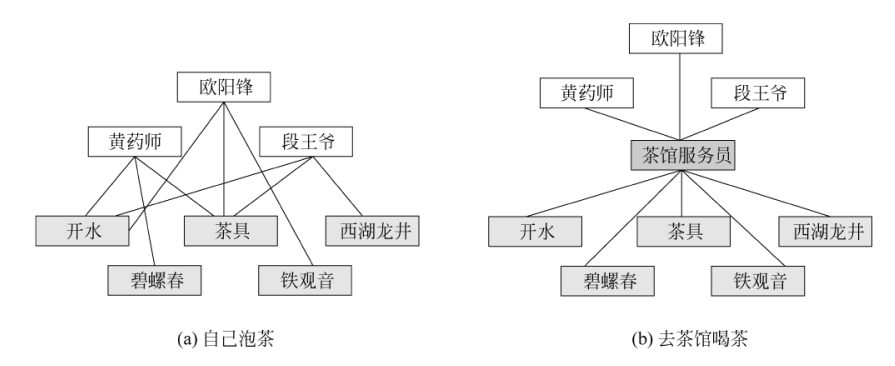 欧阳锋
黄药师
段王爷
开水
茶具
西湖龙井
碧螺春
铁观音
(a) 自己泡茶
欧阳锋
黄药师
段王爷
茶馆服务员
开水
茶具
西湖龙井
碧螺春
铁观音
(b) 去茶馆喝茶